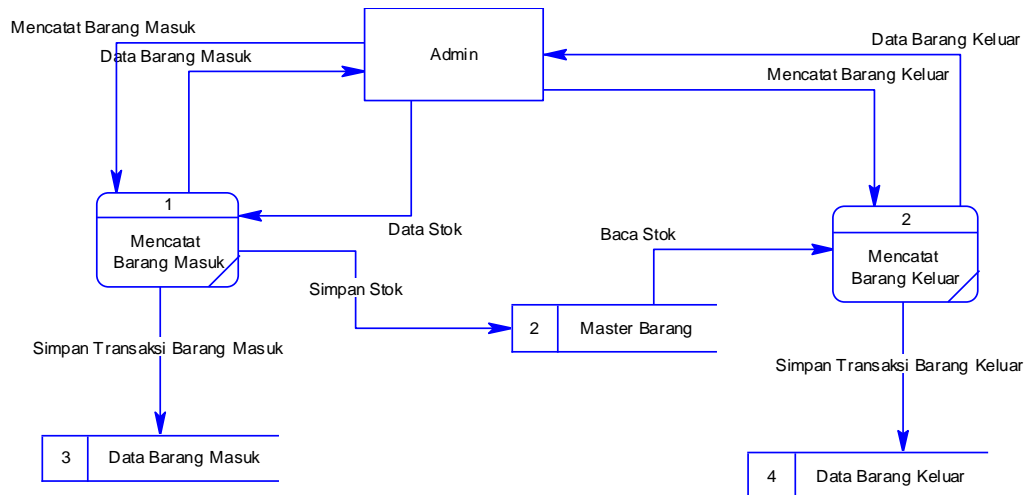 Mencatat Barang Masuk
Data Barang Masuk
Admin
Data Barang Keluar
Mencatat Barang Keluar
1
Mencatat
Barang Masuk
Data Stok
Simpan Stok
Baca Stok
2
Mencatat
Barang Keluar
2
Master Barang
Simpan Transaksi Barang Masuk
Simpan Transaksi Barang Keluar
3
Data Barang Masuk
4
Data Barang Keluar